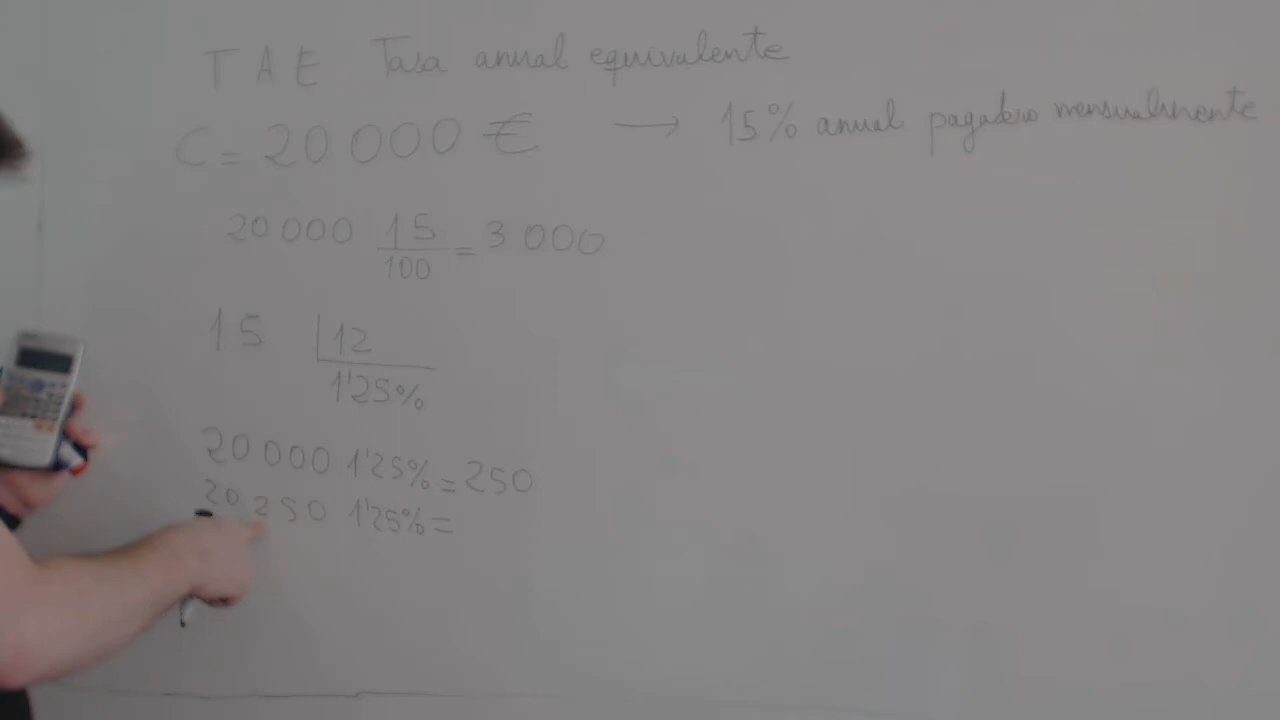 TAE Tasa anual equivalente
C = 20 000 € → 15% anual pagadero mensualmente
20 000 15/100 = 3 000
15 | 12
1'25%
20 000 1'25% = 250
20 250 1'25% =